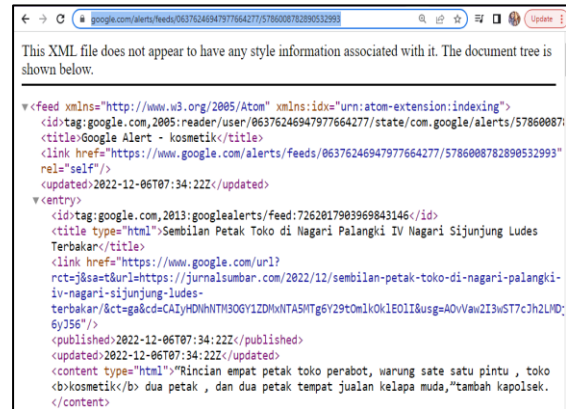 google.com/alerts/feeds/06376246947977664277/5786008782890532993
Update
This XML file does not appear to have any style information associated with it. The document tree is
shown below.
▼<feed xmlns="http://www.w3.org/2005/Atom" xmlns:idx="urn:atom-extension:indexing">
<id>tag:google.com,2005:reader/user/06376246947977664277/state/com.google/alerts/57860087
<title>Google Alert - kosmetik</title>
<link href="https://www.google.com/alerts/feeds/06376246947977664277/5786008782890532993"
rel="self"/>
<updated>2022-12-06T07:34:22Z</updated>
▼<entry>
<id>tag:google.com,2013:googlealerts/feed:7262017903969843146</id>
<title type="html">Sembilan Petak Toko di Nagari Palangki IV Nagari Sijunjung Ludes
Terbakar</title>
<link href="https://www.google.com/url?
rct=j&sa=t&url=https://jurnalsumbar.com/2022/12/sembilan-petak-toko-di-nagari-palangki-
iv-nagari-sijunjung-ludes-
terbakar/&ct=ga&cd=CAIyHDNhNTM3OGY1ZDMxNTA5MTg6Y29tOmlkOklEOlI&usg=AOvVaw2I3wST7cJh2LMDj
6yJ56"/>
<published>2022-12-06T07:34:22Z</published>
<updated>2022-12-06T07:34:22Z</updated>
<content type="html">"Rincian empat petak toko perabot, warung sate satu pintu , toko
<b>kosmetik</b> dua petak , dan dua petak tempat jualan kelapa muda,"tambah kapolsek.
</content>